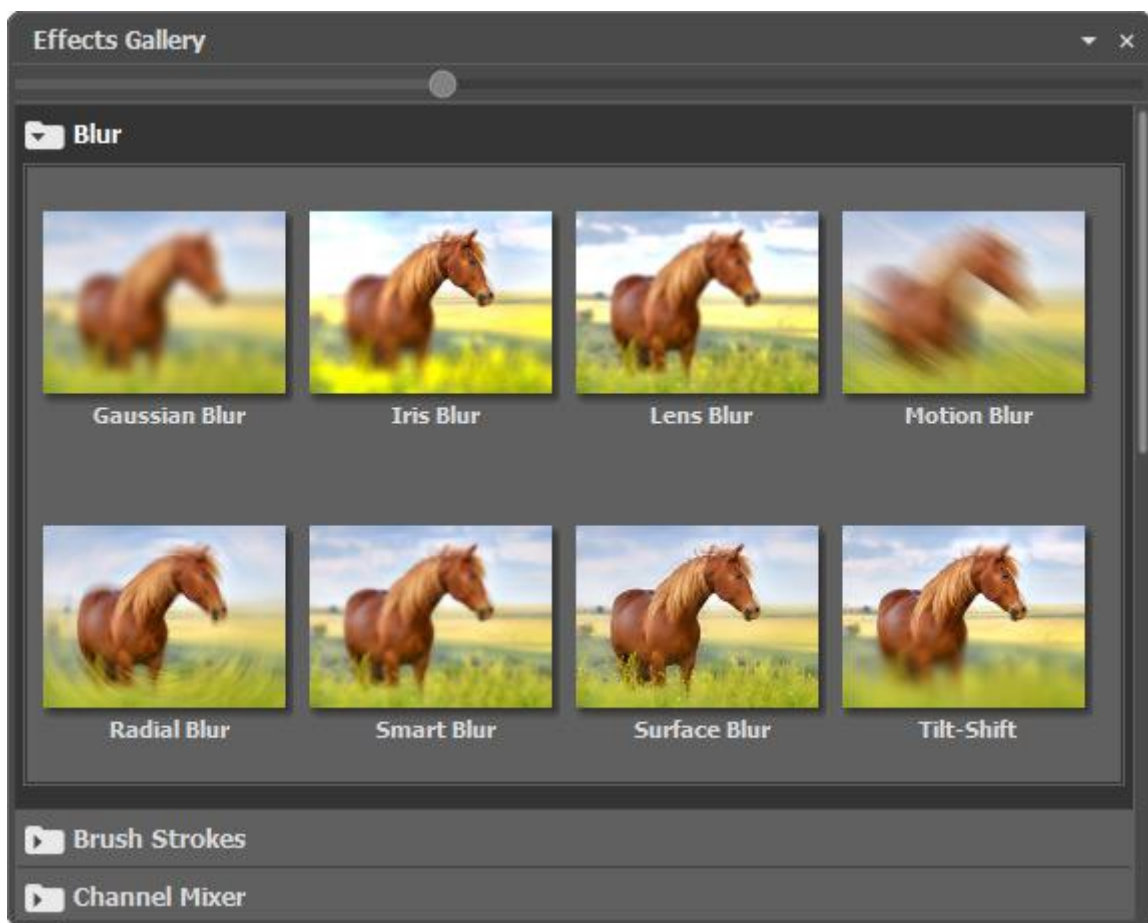 Effects Gallery
Blur
Gaussian Blur
Iris Blur
Lens Blur
Motion Blur
Radial Blur
Smart Blur
Surface Blur
Tilt-Shift
Brush Strokes
Channel Mixer